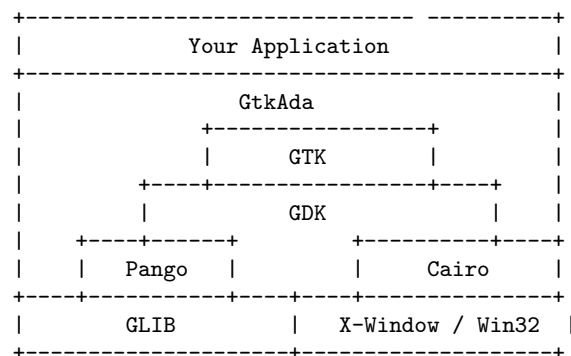 Your Application
GtkAda
GTK
GDK
Pango Cairo
GLIB X-Window / Win32